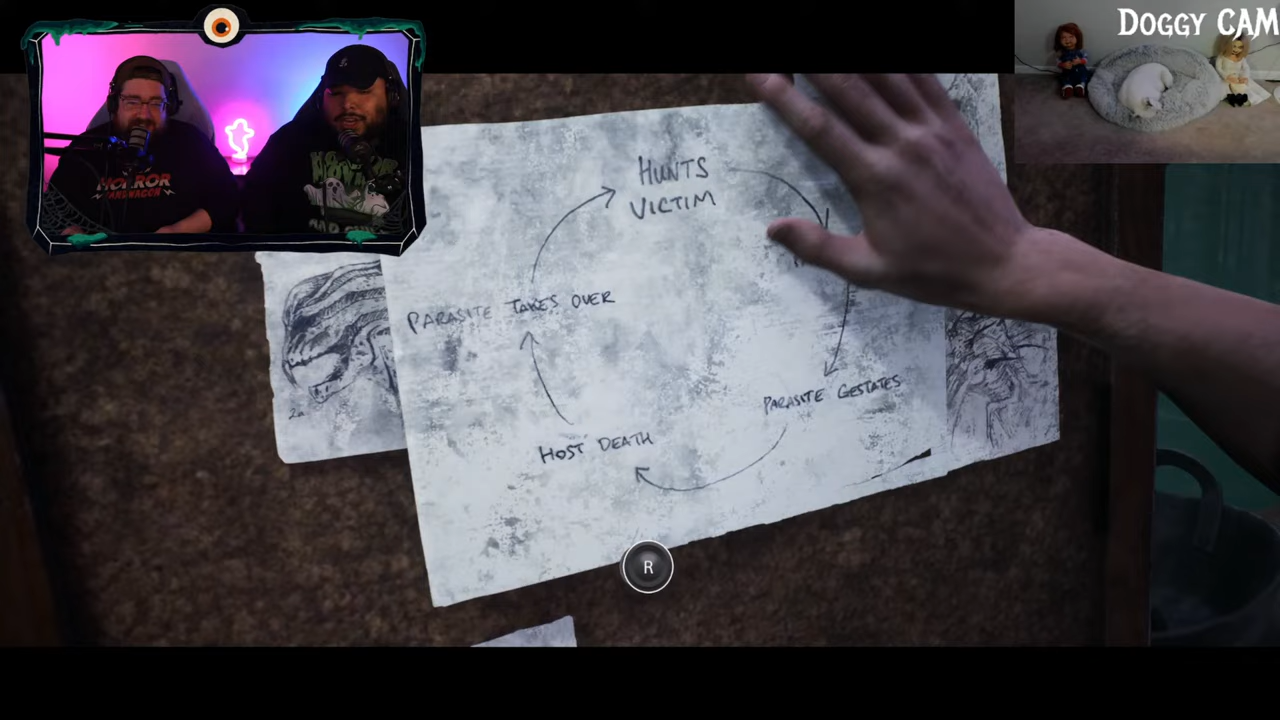 DOGGY CAM
HORROR
HUNTS
VICTIM
PARASITE TAKES OVER
PARASITE GESTATES
HOST DEATH
R